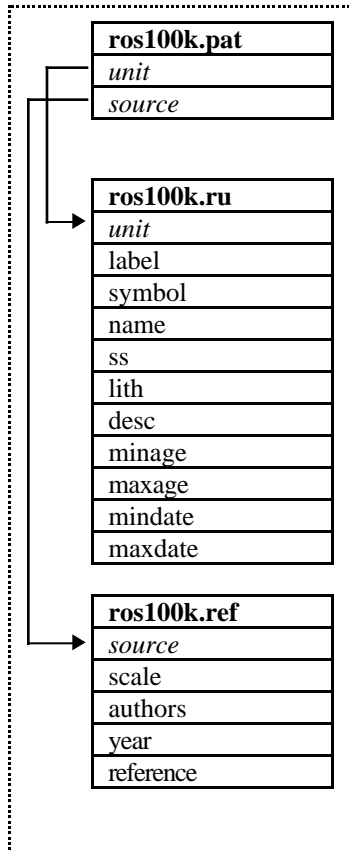 ros100k.pat
unit
source
ros100k.ru
unit
label
symbol
name
ss
lith
desc
minage
maxage
mindate
maxdate
ros100k.ref
source
scale
authors
year
reference